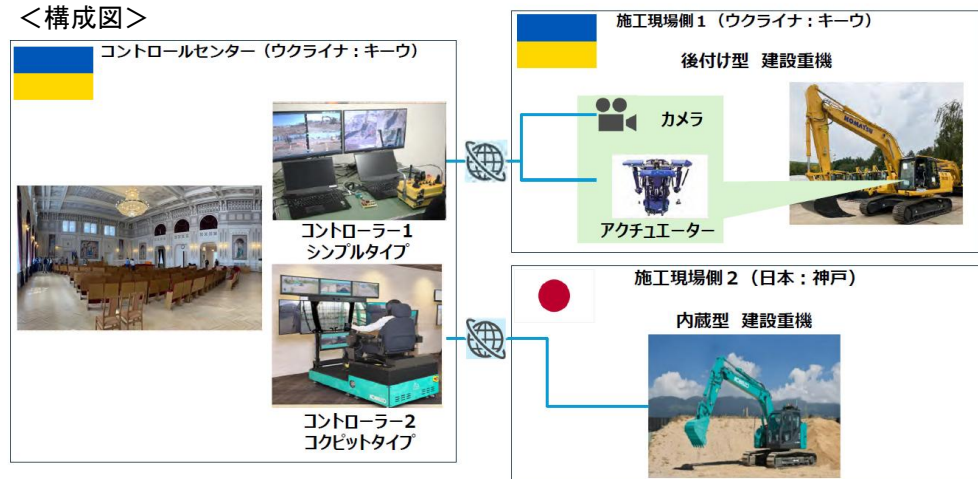 ＜構成図＞
コントロールセンター（ウクライナ：キーウ）
コントローラー1
シンプルタイプ
コントローラー2
コクピットタイプ
施工現場側１（ウクライナ：キーウ）
後付け型 建設重機
カメラ
アクチュエーター
KOMATSU
施工現場側２（日本：神戸）
内蔵型 建設重機
KOBELCO